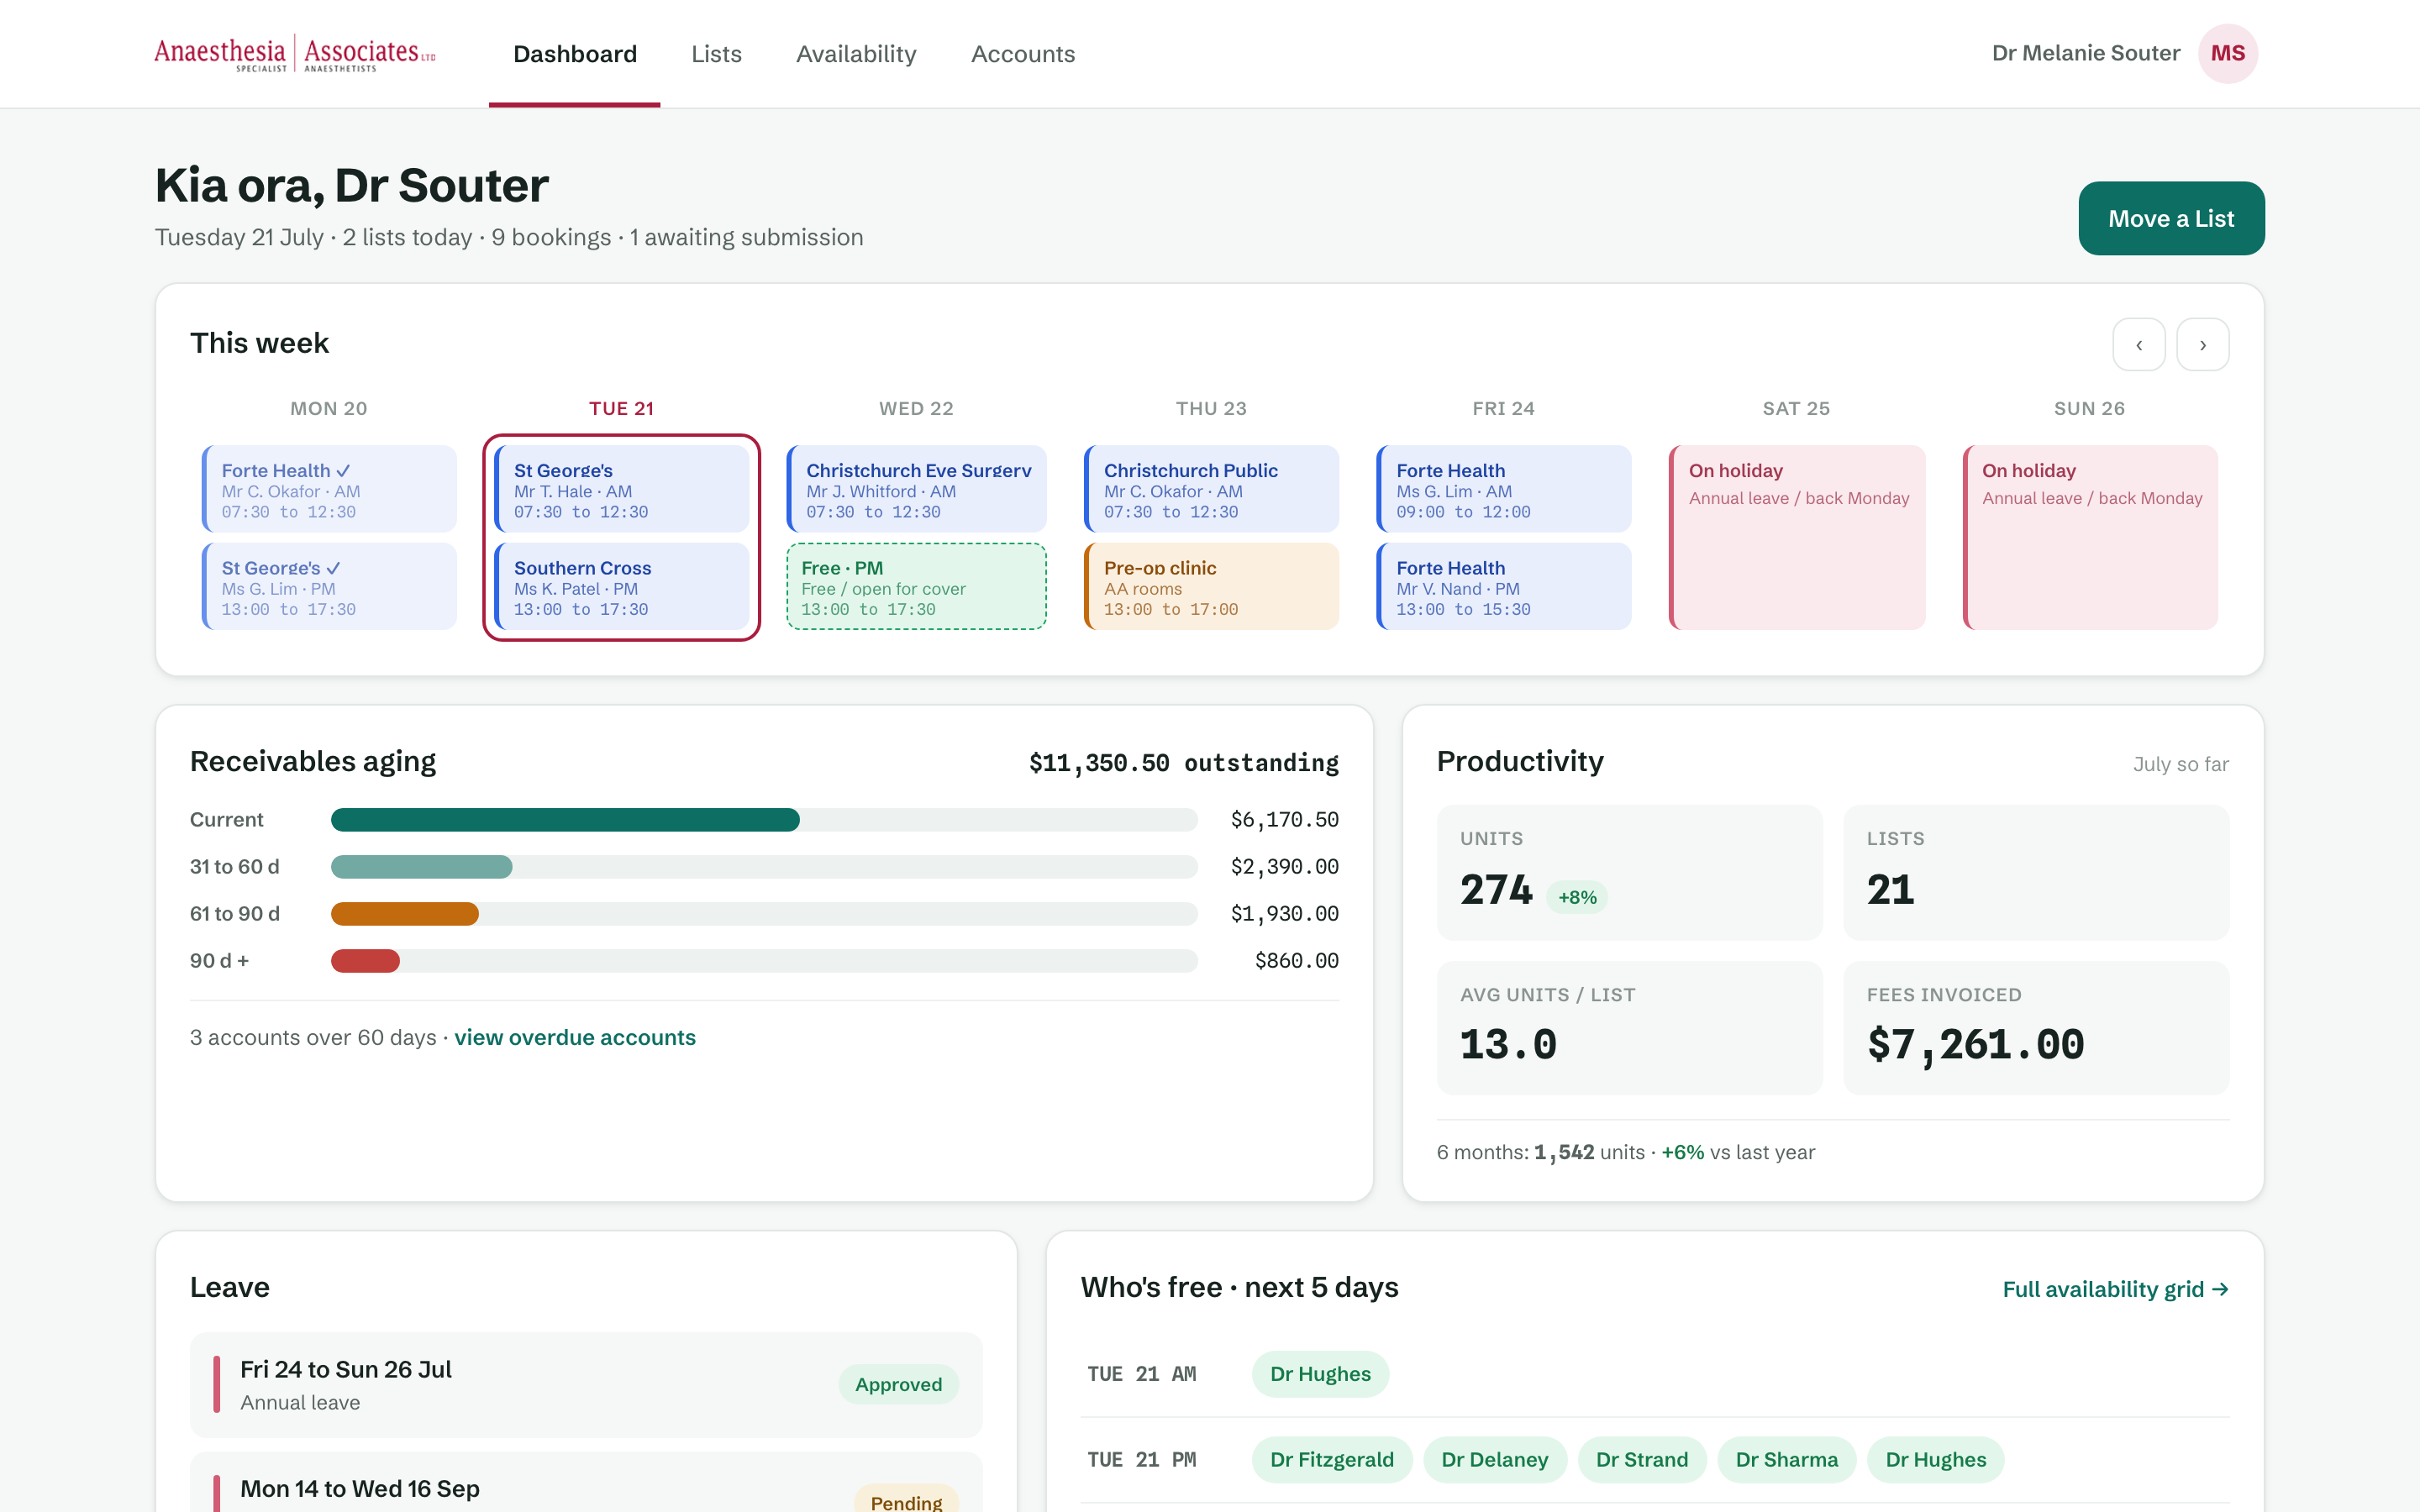 Anaesthesia | Associates LTD
SPECIALIST ANAESTHETISTS
Dashboard
Lists
Availability
Accounts
Dr Melanie Souter
MS
Kia ora, Dr Souter
Tuesday 21 July · 2 lists today · 9 bookings · 1 awaiting submission
Move a List
This week
‹
›
MON 20
TUE 21
WED 22
THU 23
FRI 24
SAT 25
SUN 26
Forte Health ✓
Mr C. Okafor · AM
07:30 to 12:30
St George's ✓
Ms G. Lim · PM
13:00 to 17:30
St George's
Mr T. Hale · AM
07:30 to 12:30
Southern Cross
Ms K. Patel · PM
13:00 to 17:30
Christchurch Eye Surgery
Mr J. Whitford · AM
07:30 to 12:30
Free · PM
Free / open for cover
13:00 to 17:30
Christchurch Public
Mr C. Okafor · AM
07:30 to 12:30
Pre-op clinic
AA rooms
13:00 to 17:00
Forte Health
Ms G. Lim · AM
09:00 to 12:00
Forte Health
Mr V. Nand · PM
13:00 to 15:30
On holiday
Annual leave / back Monday
On holiday
Annual leave / back Monday
Receivables aging
$11,350.50 outstanding
Current
$6,170.50
31 to 60 d
$2,390.00
61 to 90 d
$1,930.00
90 d +
$860.00
3 accounts over 60 days · view overdue accounts
Productivity
July so far
UNITS
274 +8%
LISTS
21
AVG UNITS / LIST
13.0
FEES INVOICED
$7,261.00
6 months: 1,542 units · +6% vs last year
Leave
Fri 24 to Sun 26 Jul
Annual leave
Approved
Mon 14 to Wed 16 Sep
Pending
Who's free · next 5 days
Full availability grid →
TUE 21 AM
Dr Hughes
TUE 21 PM
Dr Fitzgerald
Dr Delaney
Dr Strand
Dr Sharma
Dr Hughes